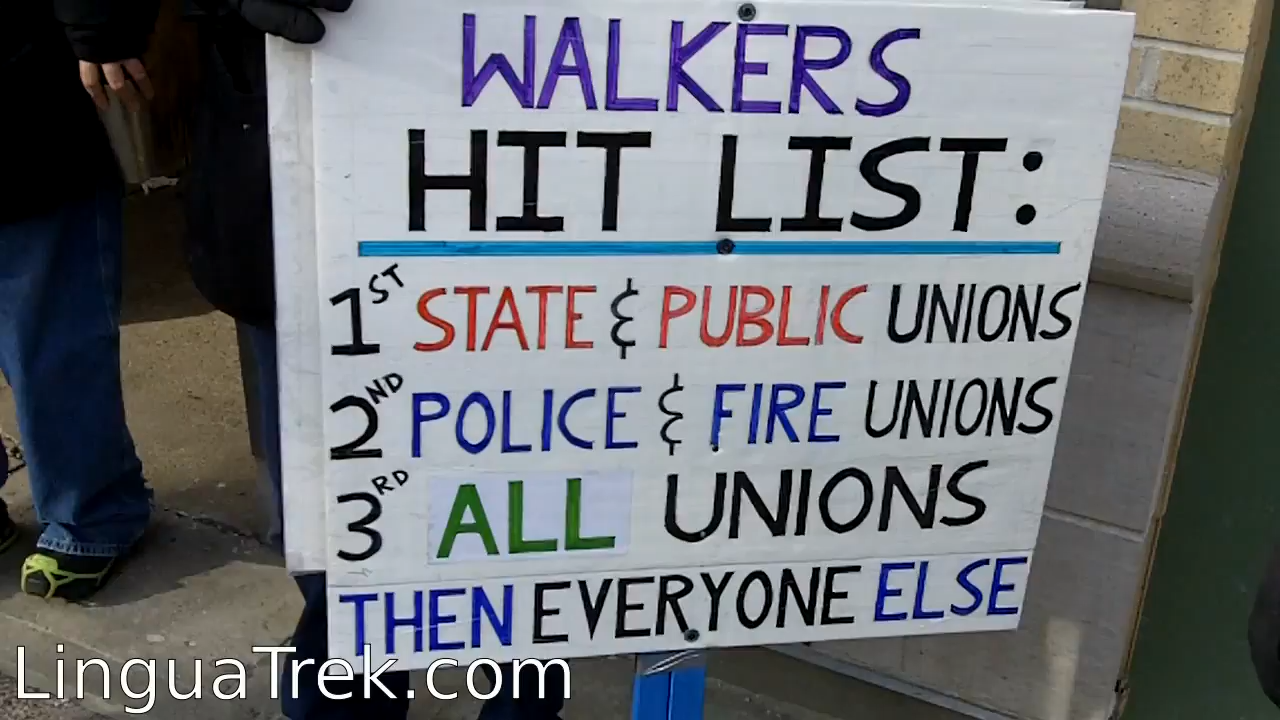 WALKERS
HIT LIST:
1ST STATE & PUBLIC UNIONS
2ND POLICE & FIRE UNIONS
3RD ALL UNIONS
THEN EVERYONE ELSE
LinguaTrek.com